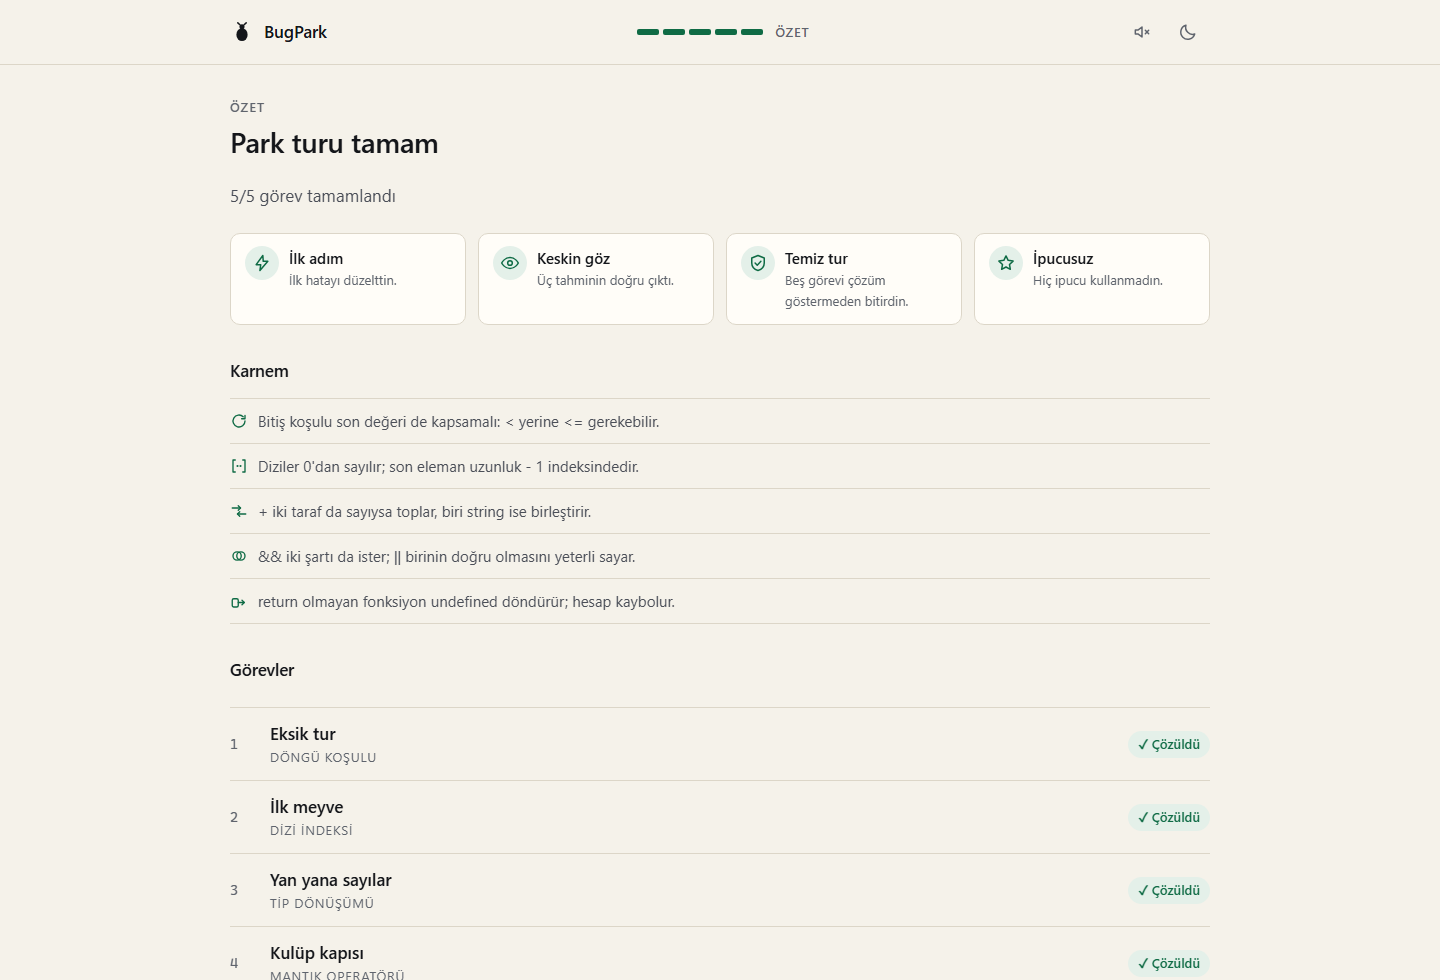 BugPark
ÖZET
ÖZET
Park turu tamam
5/5 görev tamamlandı
İlk adım
İlk hatayı düzelttin.
Keskin göz
Üç tahminin doğru çıktı.
Temiz tur
Beş görevi çözüm
göstermeden bitirdin.
İpucusuz
Hiç ipucu kullanmadın.
Karnem
Bitiş koşulu son değeri de kapsamalı: < yerine <= gerekebilir.
Diziler 0'dan sayılır; son eleman uzunluk - 1 indeksindedir.
+ iki taraf da sayıysa toplar, biri string ise birleştirir.
&& iki şartı da ister; || birinin doğru olmasını yeterli sayar.
return olmayan fonksiyon undefined döndürür; hesap kaybolur.
Görevler
1
Eksik tur
DÖNGÜ KOŞULU
✓ Çözüldü
2
İlk meyve
DİZİ İNDEKSİ
✓ Çözüldü
3
Yan yana sayılar
TİP DÖNÜŞÜMÜ
✓ Çözüldü
4
Kulüp kapısı
MANTIK OPERATÖRÜ
✓ Çözüldü